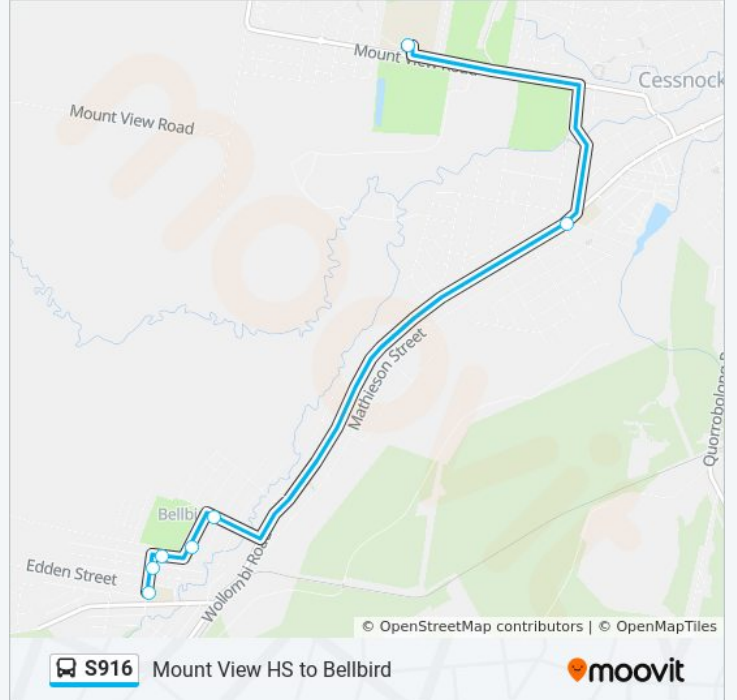 Mount View Road
Cessnock
Mount View Road
Mathieson Street
Quorrobolong
Bellbi
Edden Street
Wollombi Road
© OpenStreetMap contributors | © OpenMapTiles
S916 Mount View HS to Bellbird
moovit